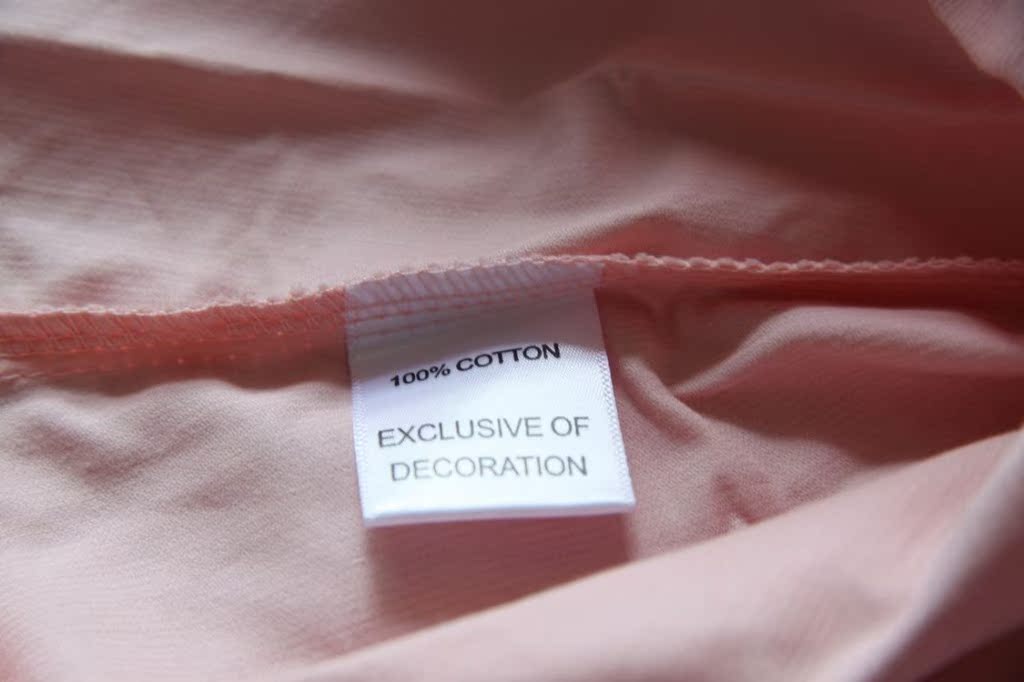 100% COTTON
EXCLUSIVE OF
DECORATION